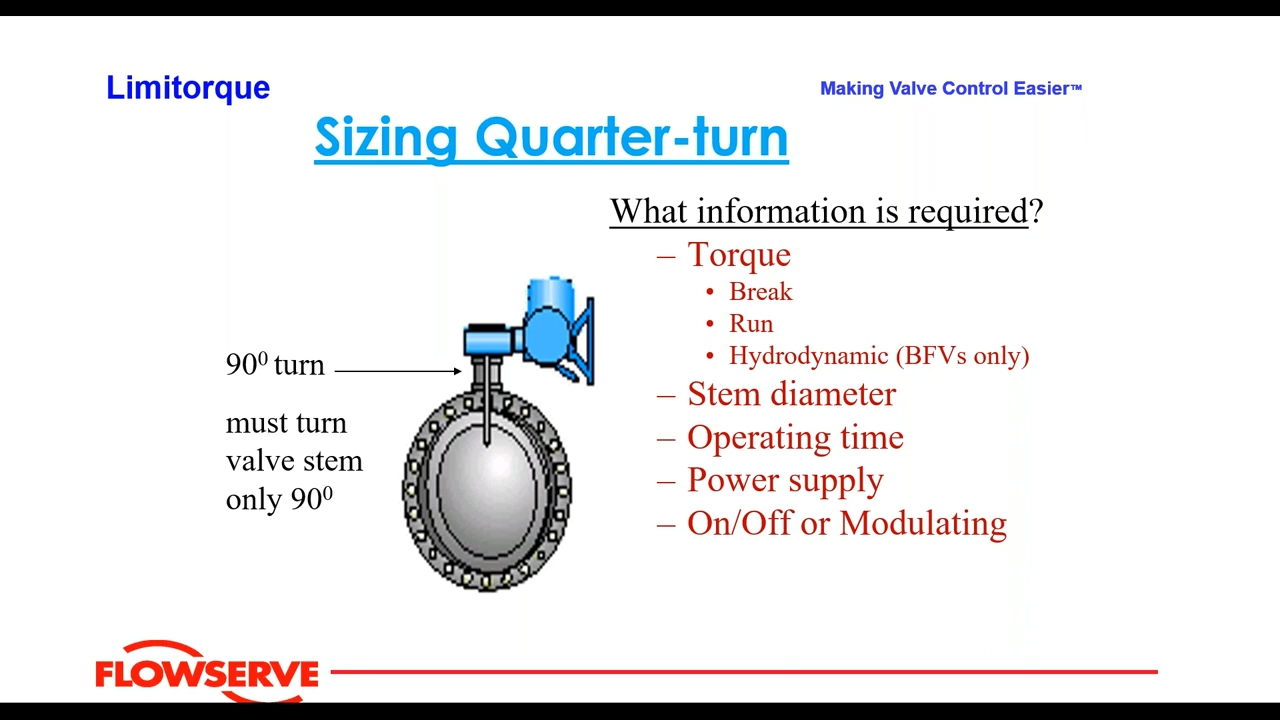 Limitorque
Making Valve Control Easier™
Sizing Quarter-turn
What information is required?
– Torque
• Break
• Run
• Hydrodynamic (BFVs only)
– Stem diameter
– Operating time
– Power supply
– On/Off or Modulating
90⁰ turn
must turn
valve stem
only 90⁰
FLOWSERVE